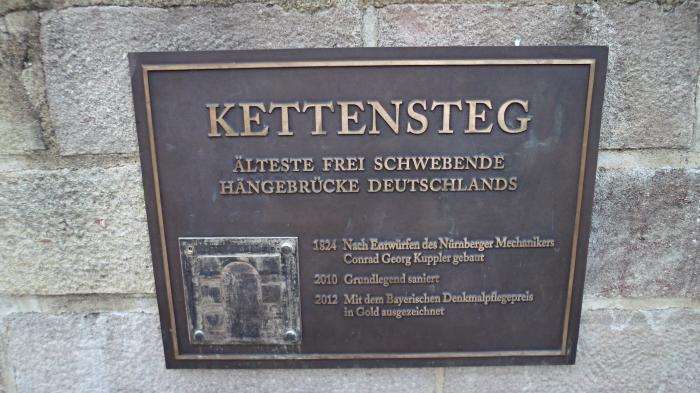 KETTENSTEG
ÄLTESTE FREI SCHWEBENDE
HÄNGEBRÜCKE DEUTSCHLANDS
1824 Nach Entwürfen des Nürnberger Mechanikers
Conrad Georg Kuppler gebaut
2010 Grundlegend saniert
2012 Mit dem Bayerischen Denkmalpflegepreis
in Gold ausgezeichnet